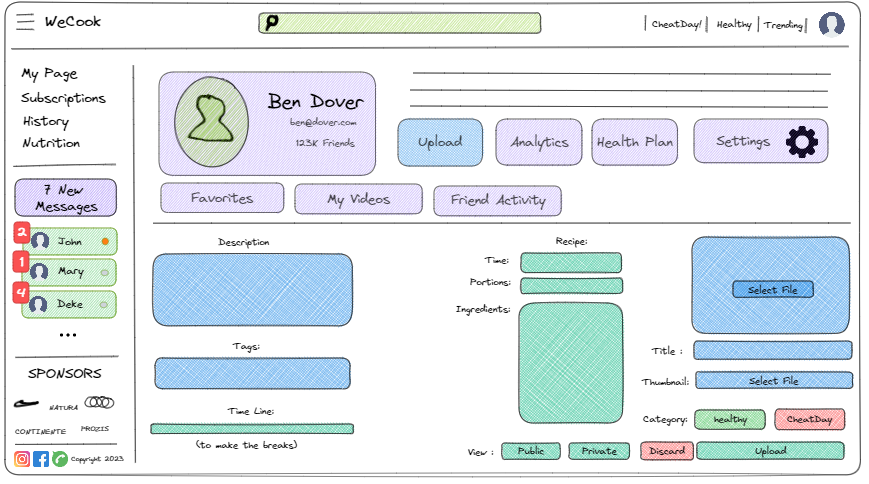 WeCook
CheatDay!
Healthy
Trending
My Page
Subscriptions
History
Nutrition
7 New
Messages
2
John
1
Mary
4
Deke
...
SPONSORS
NATURA
CONTINENTE
PROZIS
Copyright 2023
Ben Dover
ben@dover.com
123K Friends
Upload
Analytics
Health Plan
Settings
Favorites
My Videos
Friend Activity
Description
Tags:
Time Line:
(to make the breaks)
Recipe:
Time:
Portions:
Ingredients:
View :
Public
Private
Select File
Title :
Thumbnail:
Select File
Category:
healthy
CheatDay
Discard
Upload